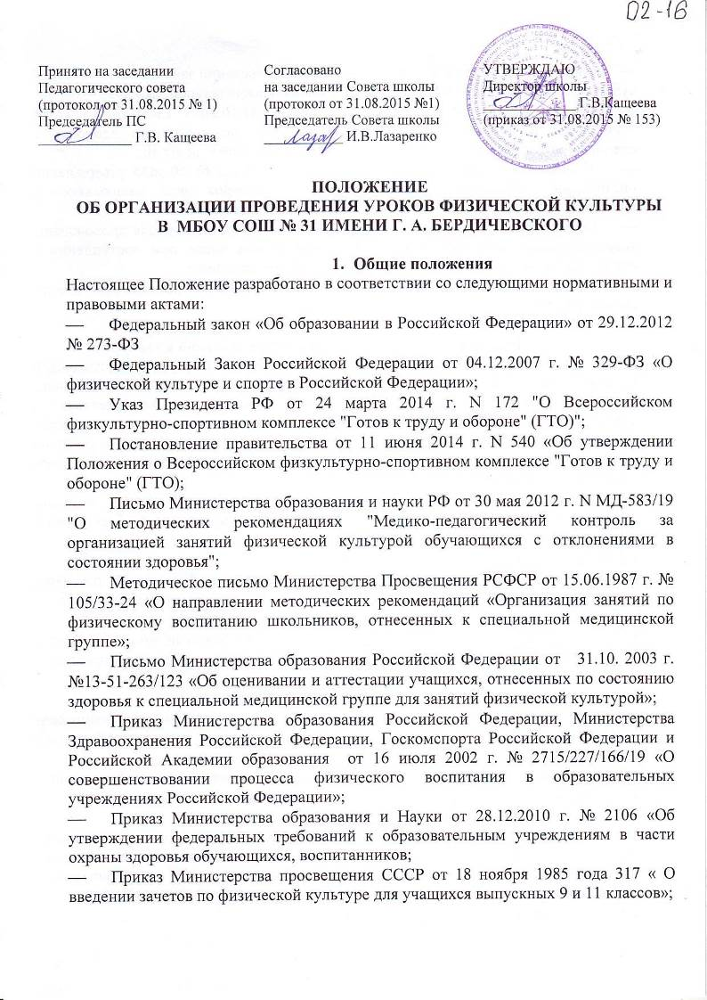 02-16
Принято на заседании
Педагогического совета
(протокол от 31.08.2015 № 1)
Председатель ПС
Г.В. Кащеева
Согласовано
на заседании Совета школы
(протокол от 31.08.2015 №1)
Председатель Совета школы
И.В.Лазаренко
УТВЕРЖДАЮ
Директор школы
Г.В.Кащеева
(приказ от 31.08.2015 № 153)
ПОЛОЖЕНИЕ
ОБ ОРГАНИЗАЦИИ ПРОВЕДЕНИЯ УРОКОВ ФИЗИЧЕСКОЙ КУЛЬТУРЫ
В МБОУ СОШ № 31 ИМЕНИ Г. А. БЕРДИЧЕВСКОГО
1. Общие положения
Настоящее Положение разработано в соответствии со следующими нормативными и
правовыми актами:
— Федеральный закон «Об образовании в Российской Федерации» от 29.12.2012
№ 273-ФЗ
— Федеральный Закон Российской Федерации от 04.12.2007 г. № 329-ФЗ «О
физической культуре и спорте в Российской Федерации»;
— Указ Президента РФ от 24 марта 2014 г. N 172 "О Всероссийском
физкультурно-спортивном комплексе "Готов к труду и обороне" (ГТО)";
— Постановление правительства от 11 июня 2014 г. N 540 «Об утверждении
Положения о Всероссийском физкультурно-спортивном комплексе "Готов к труду и
обороне" (ГТО);
— Письмо Министерства образования и науки РФ от 30 мая 2012 г. N МД-583/19
"О методических рекомендациях "Медико-педагогический контроль за
организацией занятий физической культурой обучающихся с отклонениями в
состоянии здоровья";
— Методическое письмо Министерства Просвещения РСФСР от 15.06.1987 г. №
105/33-24 «О направлении методических рекомендаций «Организация занятий по
физическому воспитанию школьников, отнесенных к специальной медицинской
группе»;
— Письмо Министерства образования Российской Федерации от 31.10. 2003 г.
№13-51-263/123 «Об оценивании и аттестации учащихся, отнесенных по состоянию
здоровья к специальной медицинской группе для занятий физической культурой»;
— Приказ Министерства образования Российской Федерации, Министерства
Здравоохранения Российской Федерации, Госкомспорта Российской Федерации и
Российской Академии образования от 16 июля 2002 г. № 2715/227/166/19 «О
совершенствовании процесса физического воспитания в образовательных
учреждениях Российской Федерации»;
— Приказ Министерства образования и Науки от 28.12.2010 г. № 2106 «Об
утверждении федеральных требований к образовательным учреждениям в части
охраны здоровья обучающихся, воспитанников;
— Приказ Министерства просвещения СССР от 18 ноября 1985 года 317 « О
введении зачетов по физической культуре для учащихся выпускных 9 и 11 классов»;